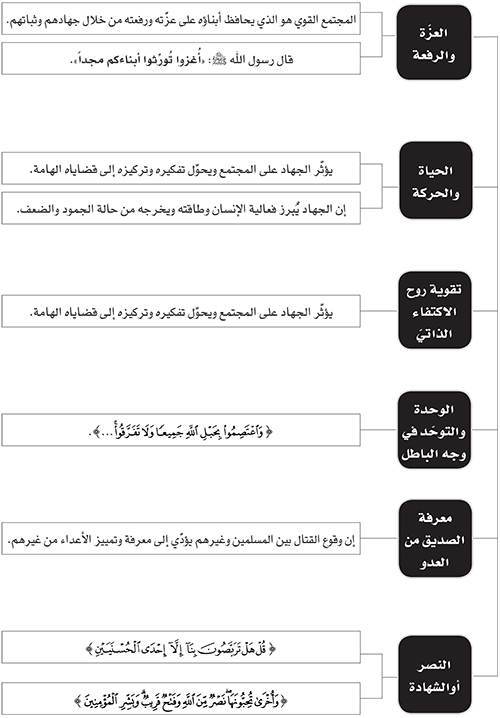 العزّة
والرفعة
المجتمع القوي هو الذي يحافظ أبناؤه على عزّته ورفعته من خلال جهادهم وثباتهم.
قال رسول الله ﷺ: «أُغزوا تُورّثوا أبناءكم مجداً».
الحياة
والحركة
يؤثّر الجهاد على المجتمع ويحوّل تفكيره وتركيزه إلى قضاياه الهامة.
إن الجهاد يُبرز فعالية الإنسان وطاقته ويخرجه من حالة الجمود والضعف.
تقوية روح
الاكتفاء
الذاتيّ
يؤثّر الجهاد على المجتمع ويحوّل تفكيره وتركيزه إلى قضاياه الهامة.
الوحدة
والتوحّد في
وجه الباطل
﴿ وَاعْتَصِمُوا بِحَبْلِ اللَّهِ جَمِيعًا وَلَا تَفَرَّقُوا ...﴾.
معرفة
الصديق من
العدو
إن وقوع القتال بين المسلمين وغيرهم يؤدّي إلى معرفة وتمييز الأعداء من غيرهم.
النصر
أوالشهادة
﴿ قُلْ هَلْ تَرَبَّصُونَ بِنَا إِلَّا إِحْدَى الْحُسْنَيَيْنِ ﴾
﴿ وَأُخْرَىٰ تُحِبُّونَهَا نَصْرٌ مِّنَ اللَّهِ وَفَتْحٌ قَرِيبٌ وَبَشِّرِ الْمُؤْمِنِينَ ﴾